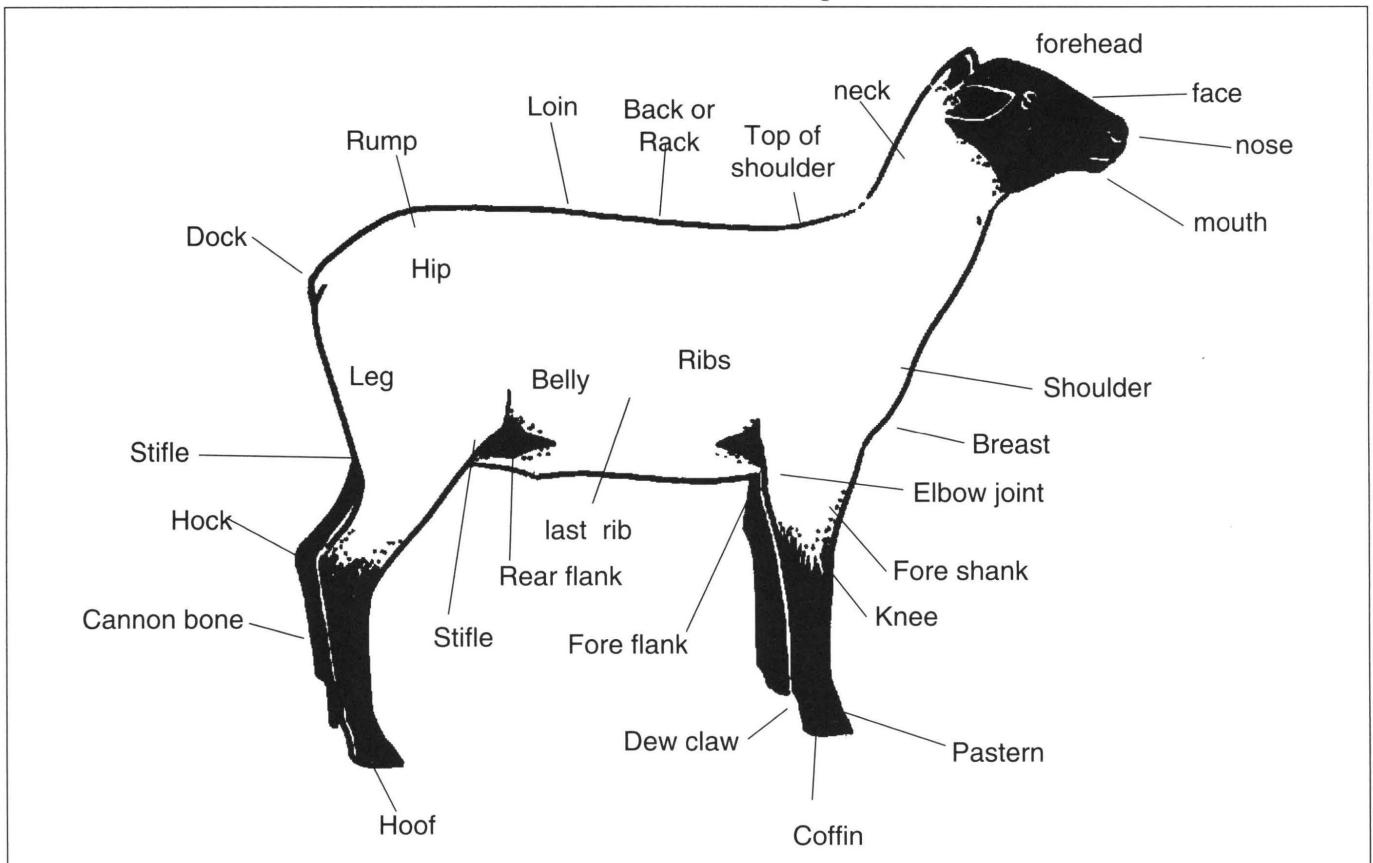 forehead
neck
face
Loin
Back or
Rack
Top of
shoulder
Rump
nose
mouth
Dock
Hip
Leg
Belly
Ribs
Shoulder
Breast
Stifle
Elbow joint
Hock
last rib
Rear flank
Fore shank
Knee
Cannon bone
Stifle
Fore flank
Dew claw
Pastern
Hoof
Coffin